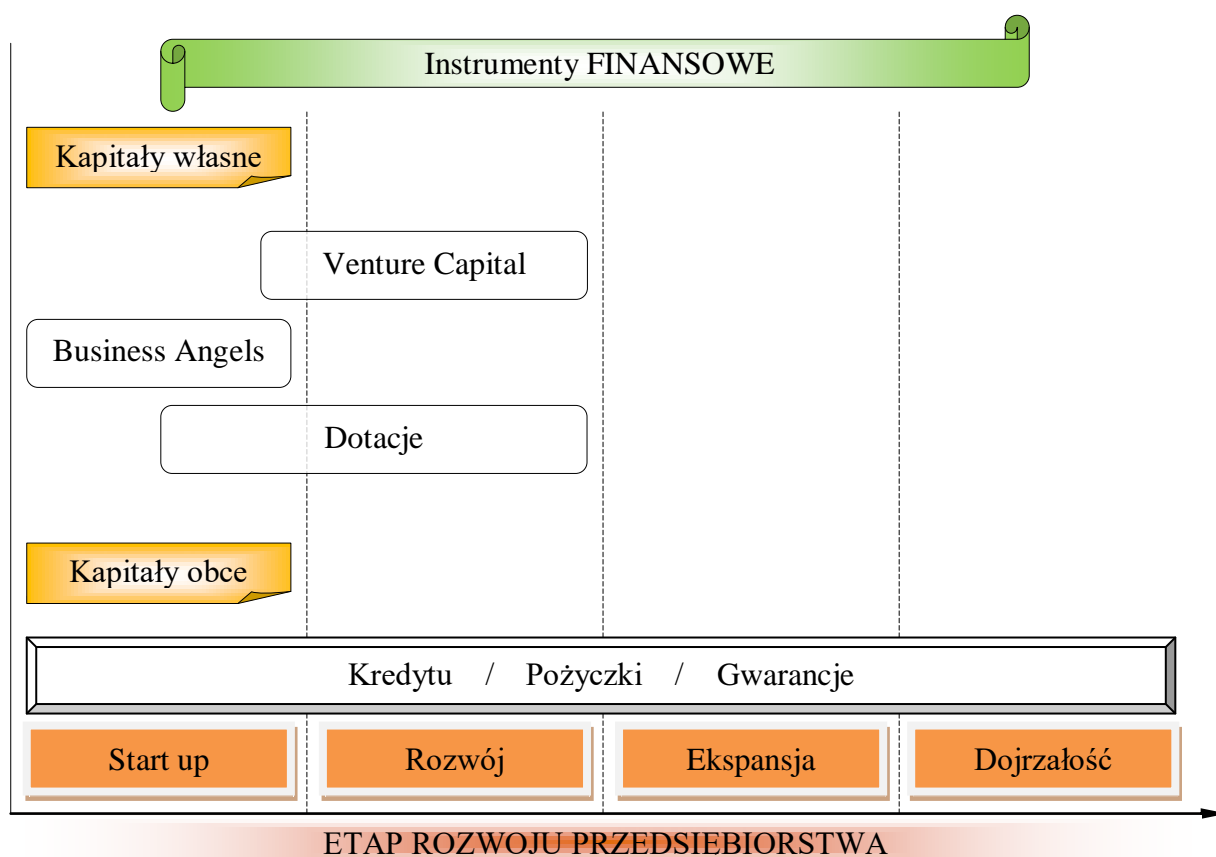 Instrumenty FINANSOWE
Kapitały własne
Venture Capital
Business Angels
Dotacje
Kapitały obce
Kredytu / Pożyczki / Gwarancje
Start up Rozwój Ekspansja Dojrzałość
ETAP ROZWOJU PRZEDSIEBIORSTWA